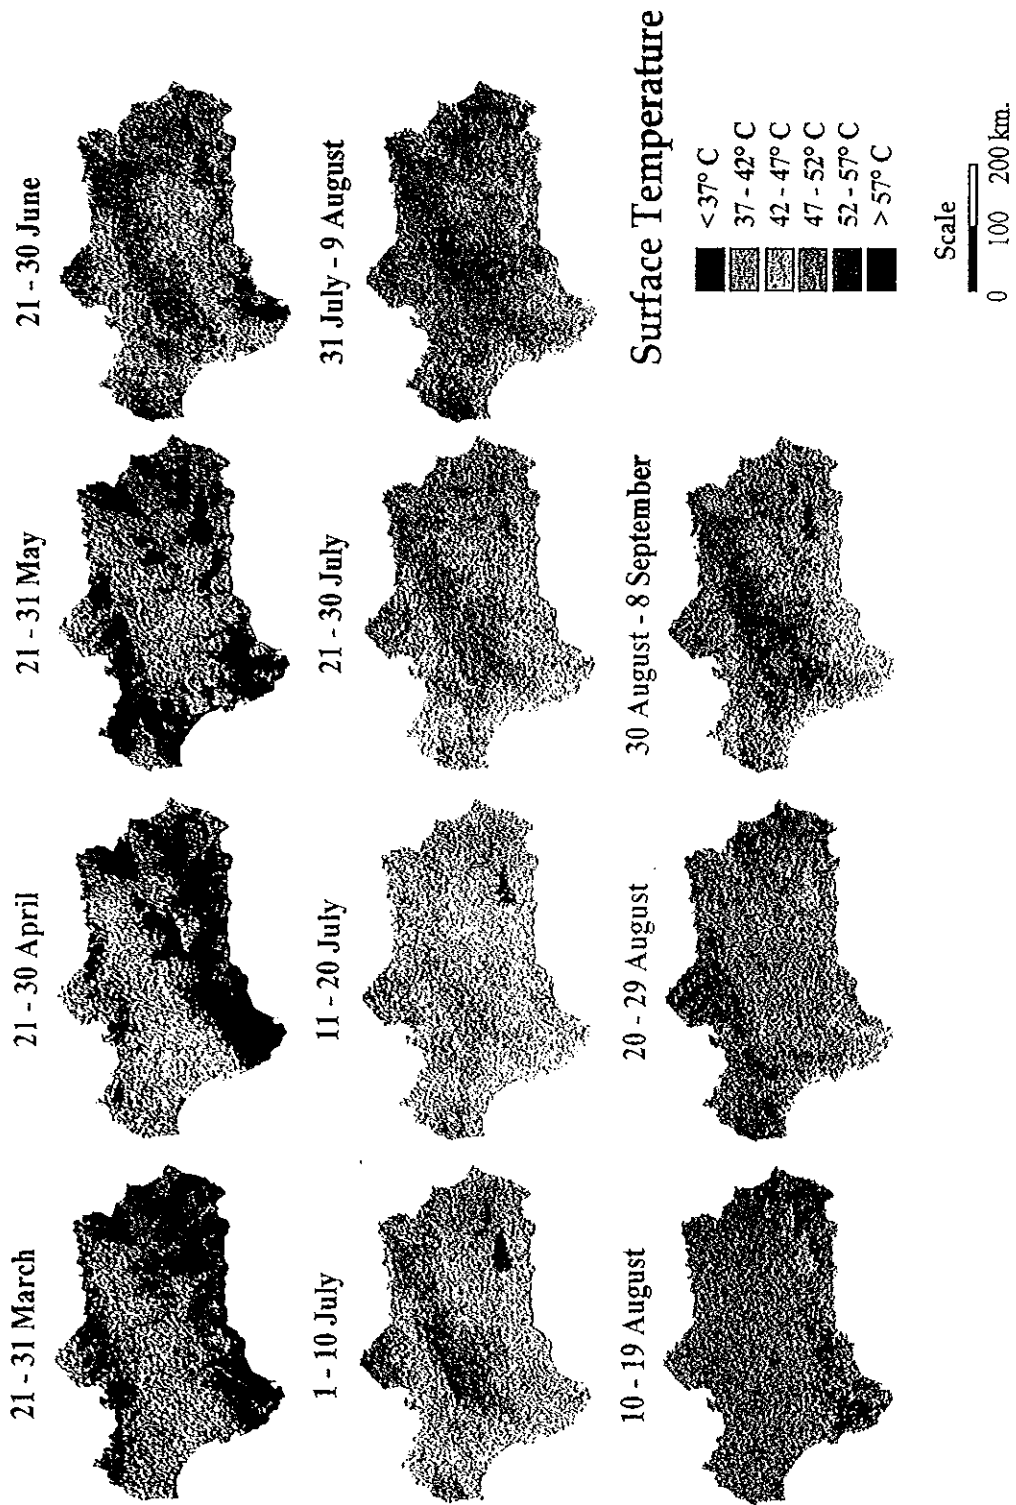 21 - 31 March
21 - 30 April
21 - 31 May
21 - 30 June
1 - 10 July
11 - 20 July
21 - 30 July
31 July - 9 August
10 - 19 August
20 - 29 August
30 August - 8 September
Surface Temperature
< 37° C
37 - 42° C
42 - 47° C
47 - 52° C
52 - 57° C
> 57° C
Scale
0 100 200 km.